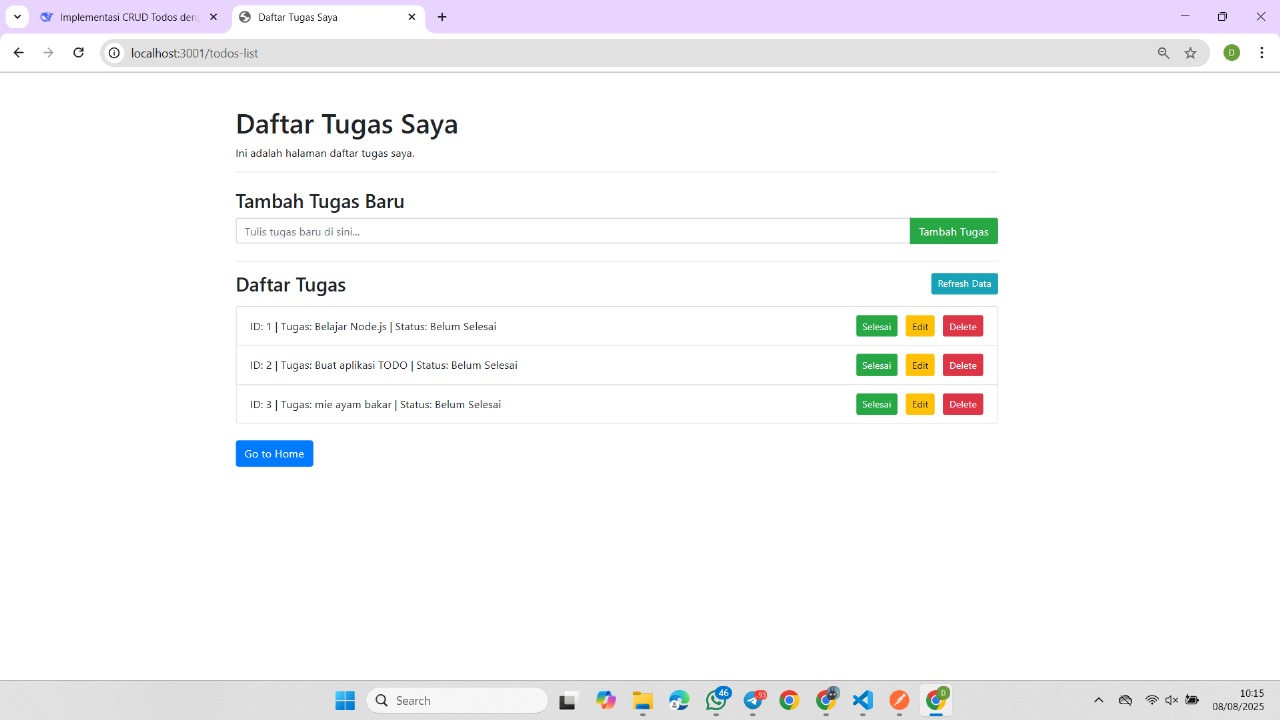 Implementasi CRUD Todos den
Daftar Tugas Saya
localhost:3001/todos-list
D
Daftar Tugas Saya
Ini adalah halaman daftar tugas saya.
Tambah Tugas Baru
Tulis tugas baru di sini...
Tambah Tugas
Daftar Tugas
Refresh Data
ID: 1 | Tugas: Belajar Node.js | Status: Belum Selesai
Selesai Edit Delete
ID: 2 | Tugas: Buat aplikasi TODO | Status: Belum Selesai
Selesai Edit Delete
ID: 3 | Tugas: mie ayam bakar | Status: Belum Selesai
Selesai Edit Delete
Go to Home
Search
46
93
D
10:15
08/08/2025